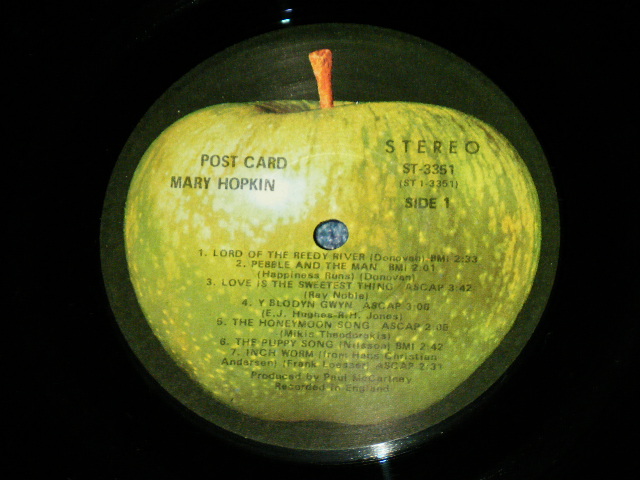 STEREO
POST CARD
ST-3351
(ST 1-3351)
MARY HOPKIN
SIDE 1
1. LORD OF THE REEDY RIVER (Donovan) BMI 2:33
2. PEBBLE AND THE MAN BMI 2:01
(Happiness Runs) (Donovan)
3. LOVE IS THE SWEETEST THING ASCAP 3:42
(Ray Noble)
4. Y BLODYN GWYN ASCAP 3:06
(E.J. Hughes-R.H. Jones)
5. THE HONEYMOON SONG ASCAP
(Mikis Theodorakis)
6. THE PUPPY SONG (Nilsson) BMI 2:42
7. INCH WORM (from Hans Christian
Andersen) (Frank Loesser) ASCAP 2:31
Produced by Paul McCartney
Recorded in England